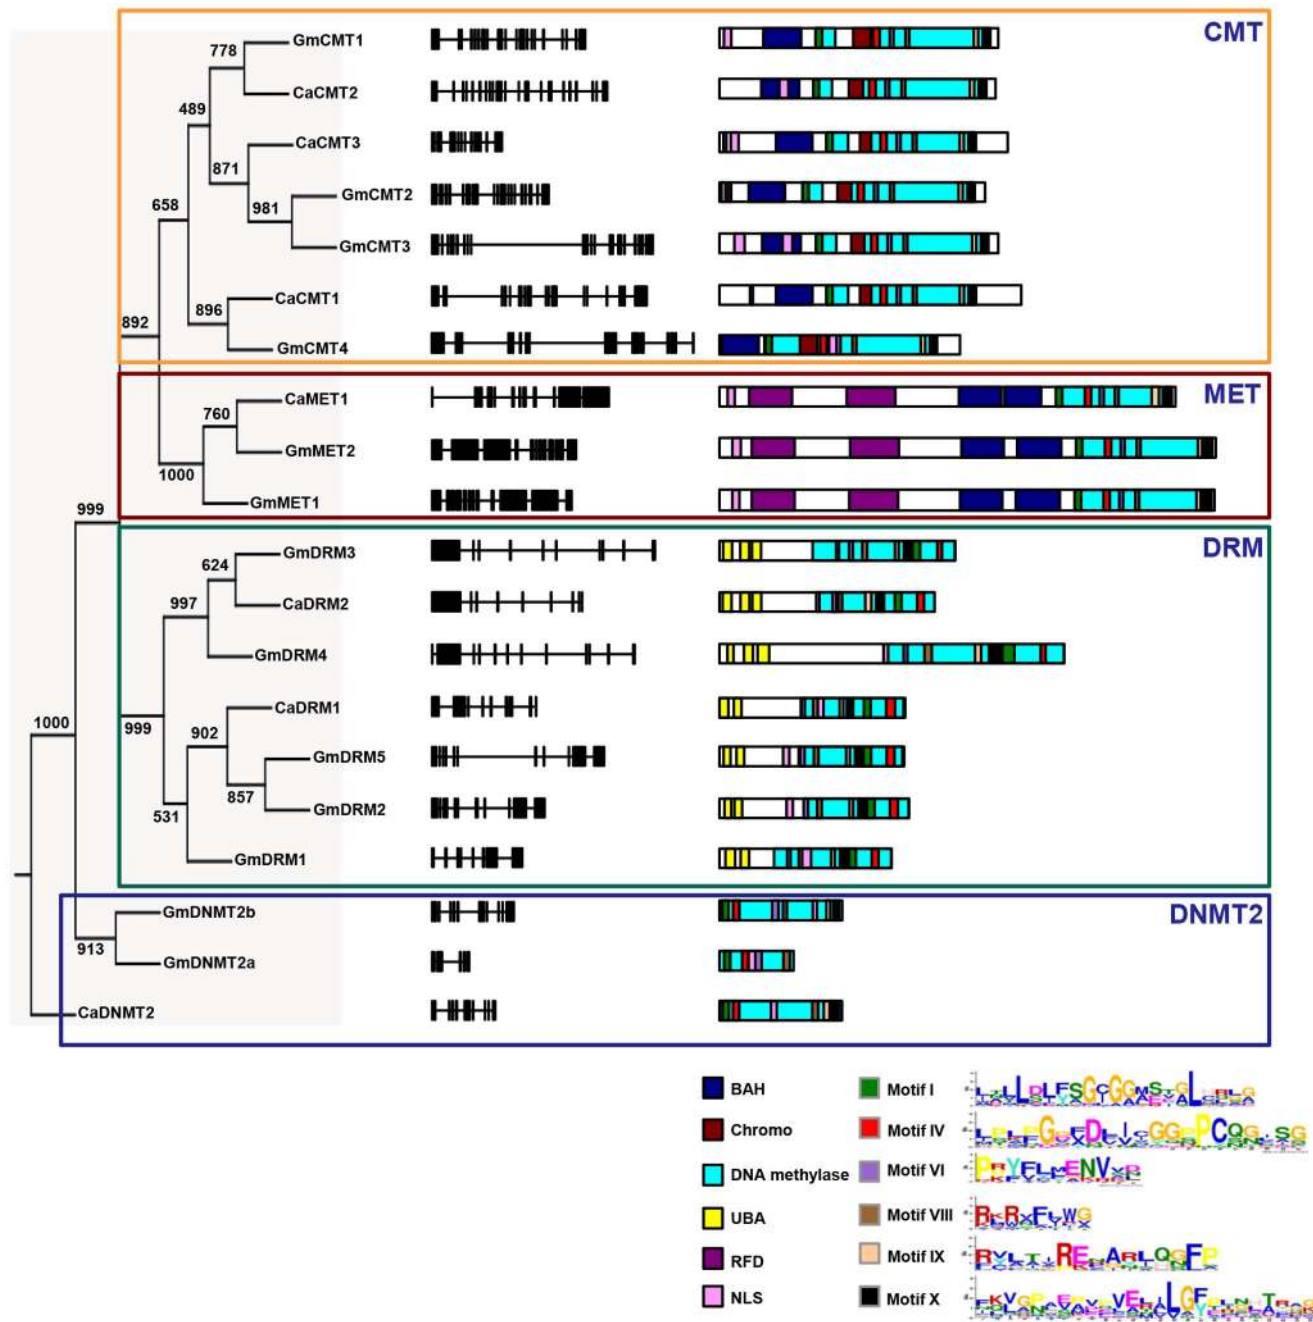 CMT
GmCMT1
778
CaCMT2
489
CaCMT3
871
GmCMT2
658
981
GmCMT3
CaCMT1
896
892
GmCMT4
MET
CaMET1
760
GmMET2
1000
GmMET1
999
DRM
GmDRM3
624
CaDRM2
997
GmDRM4
CaDRM1
1000
999
902
GmDRM5
857
GmDRM2
531
GmDRM1
DNMT2
GmDNMT2b
913
GmDNMT2a
CaDNMT2
BAH
Motif I
Chromo
Motif IV
DNA methylase
Motif VI
UBA
Motif VIII
RFD
Motif IX
NLS
Motif X